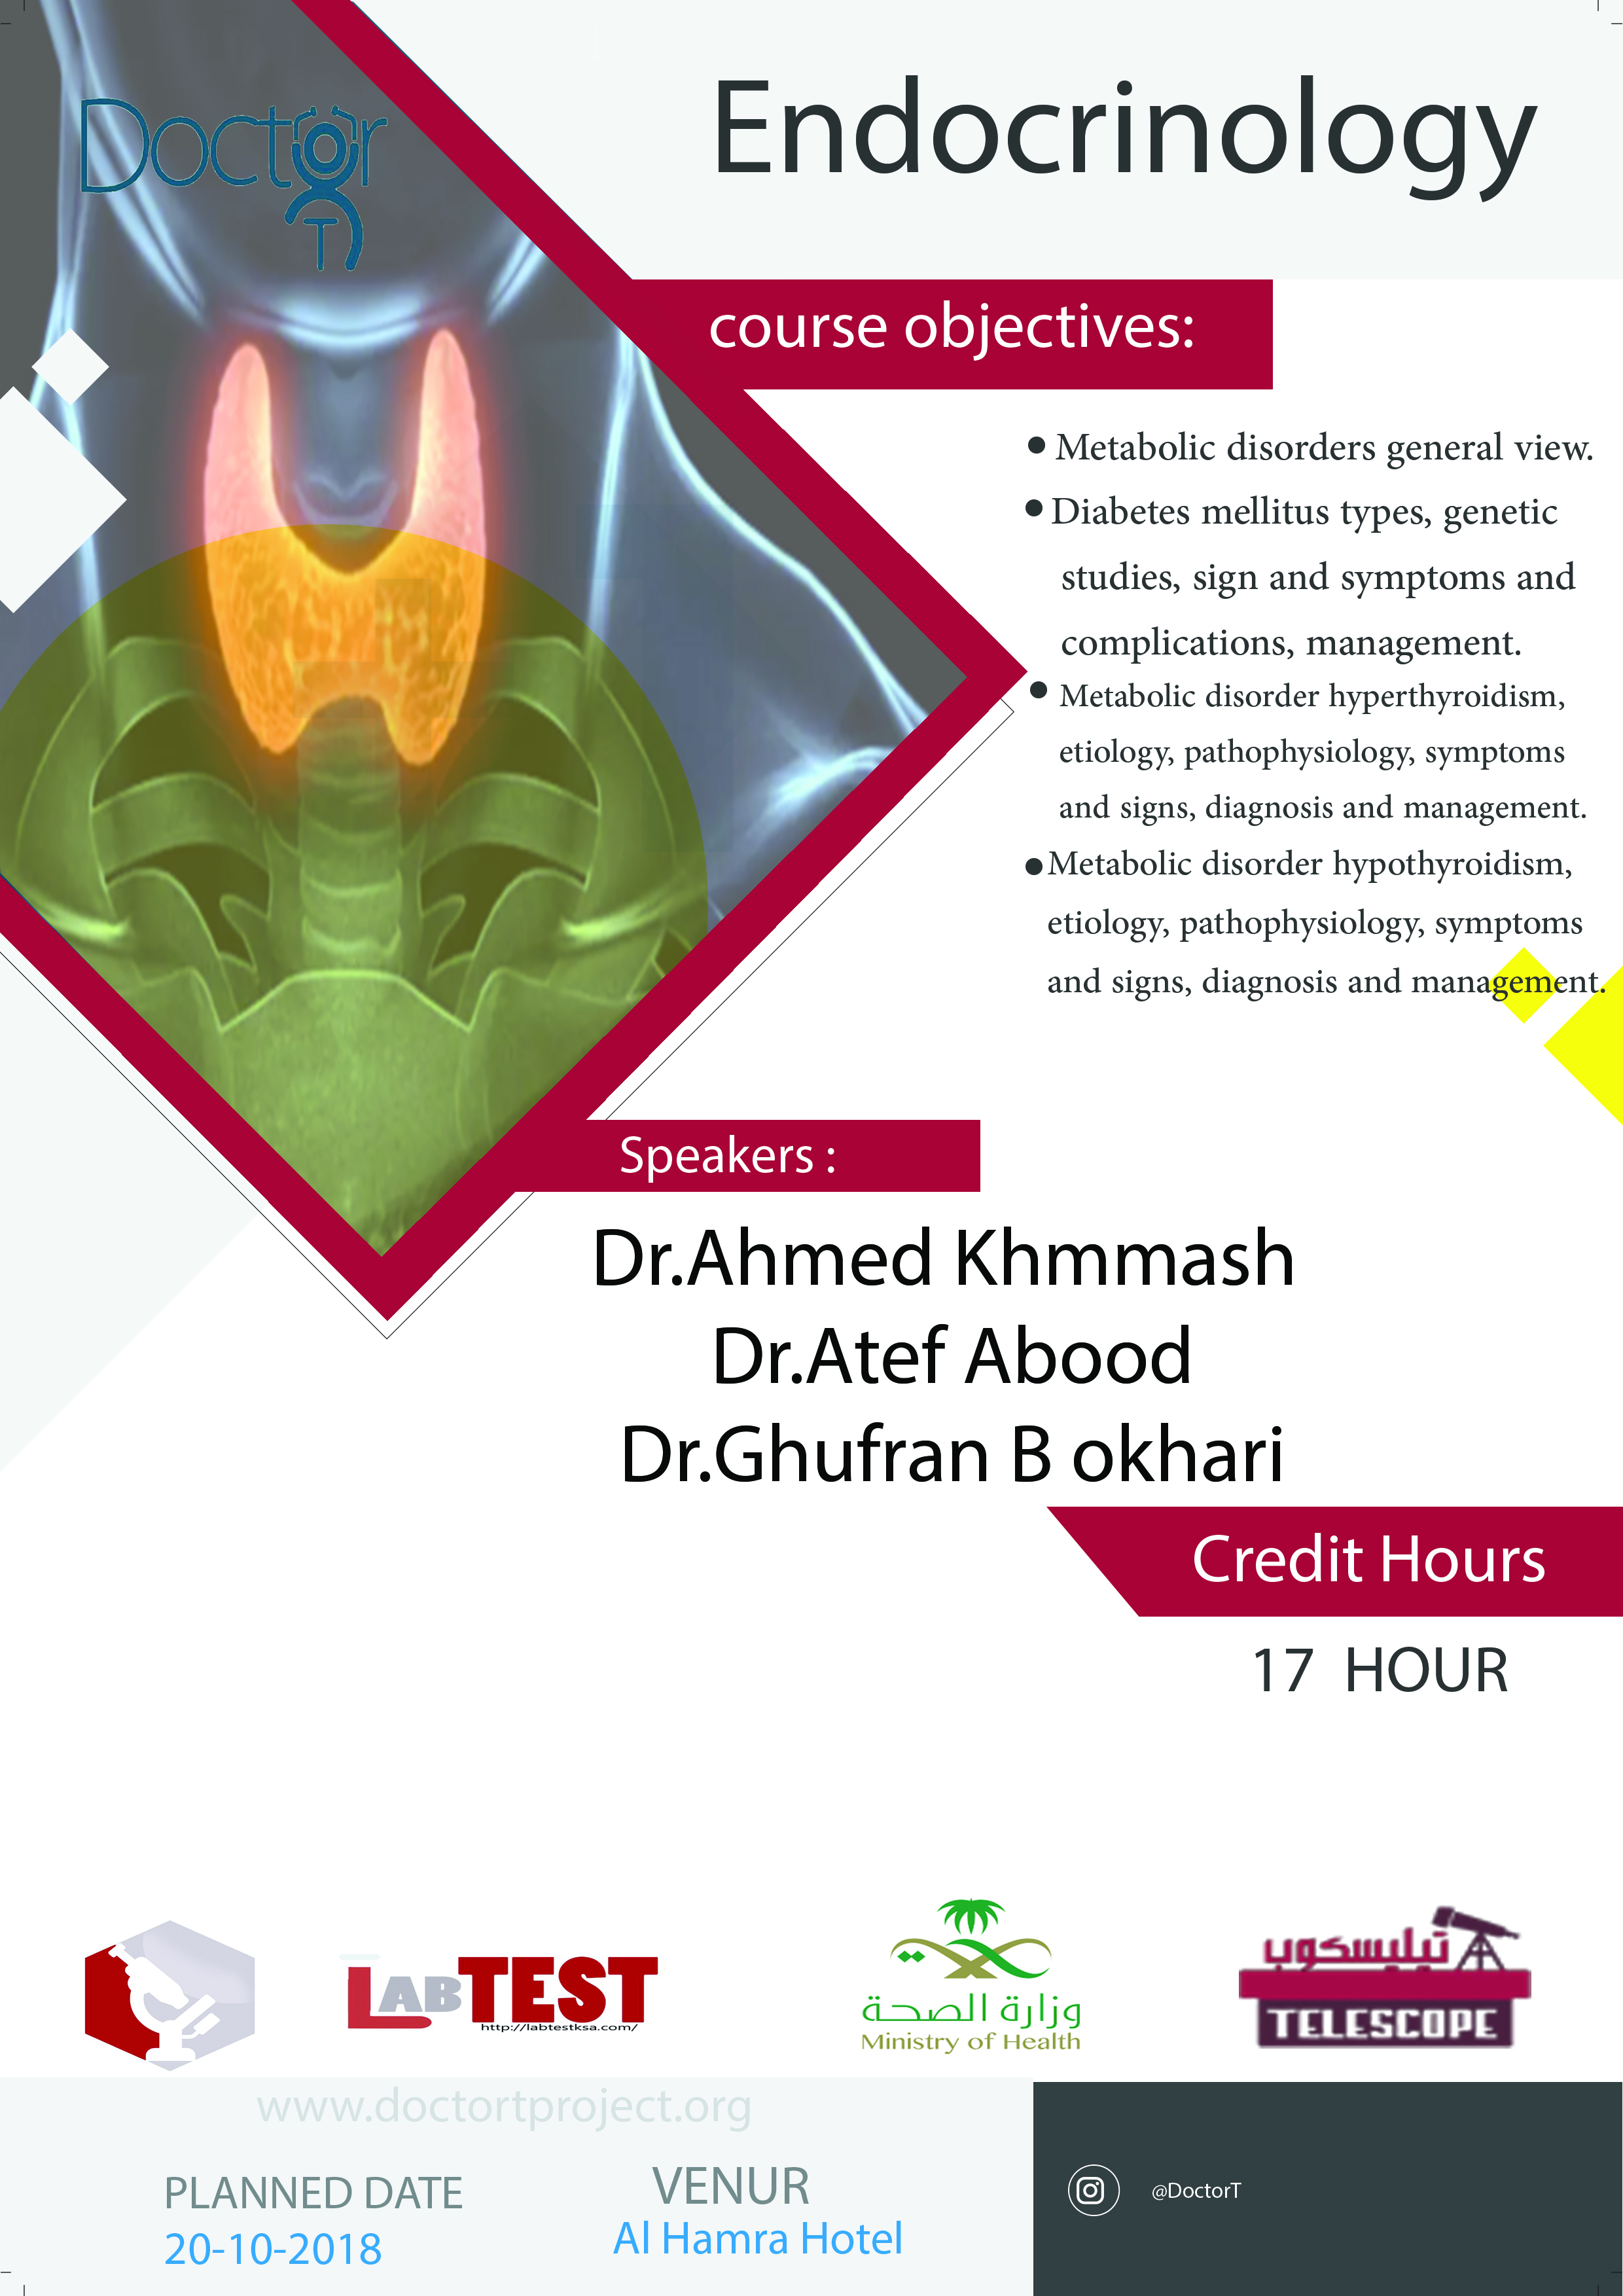 Doctor
T
Endocrinology
course objectives:
• Metabolic disorders general view.
• Diabetes mellitus types, genetic
studies, sign and symptoms and
complications, management.
• Metabolic disorder hyperthyroidism,
etiology, pathophysiology, symptoms
and signs, diagnosis and management.
• Metabolic disorder hypothyroidism,
etiology, pathophysiology, symptoms
and signs, diagnosis and management.
Speakers :
Dr.Ahmed Khmmash
Dr.Atef Abood
Dr.Ghufran B okhari
Credit Hours
17 HOUR
LABTEST
http://labtestksa.com/
وزارة الصحة
Ministry of Health
تيليسكوب
TELESCOPE
www.doctortproject.org
PLANNED DATE
20-10-2018
VENUR
Al Hamra Hotel
@DoctorT